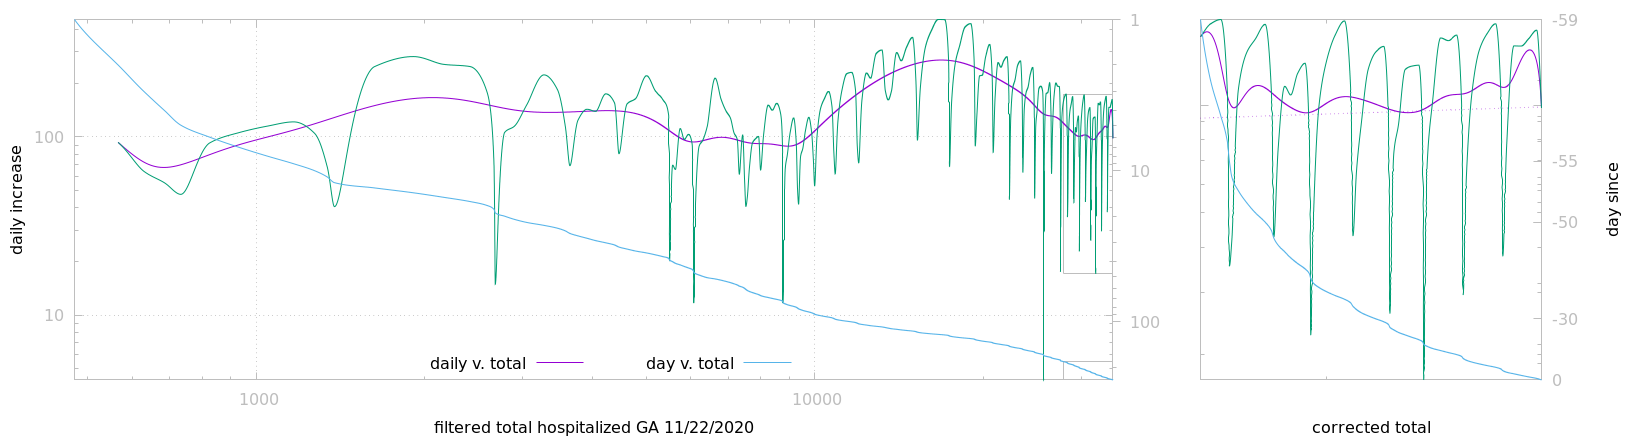 1
-59
100
daily increase
10
-55
-50
day since
10
100
-30
daily v. total
day v. total
0
1000
10000
filtered total hospitalized GA 11/22/2020
corrected total